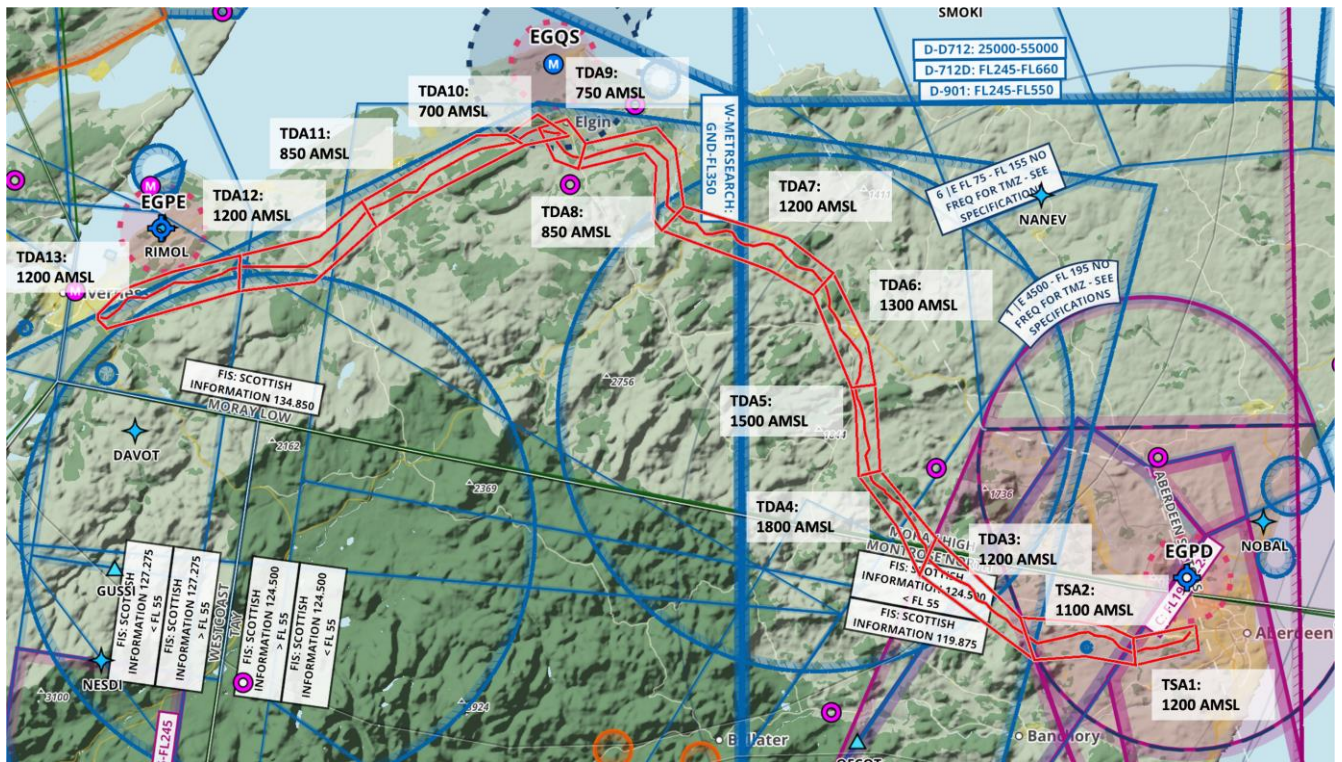 SMOKI
EGQS
M
D-D712: 25000-55000
D-712D: FL245-FL660
D-901: FL245-FL550
TDA9:
750 AMSL
TDA10:
700 AMSL
Elgin
TDA11:
850 AMSL
W-METRSEARCH:
GND-FL350
TDA7:
1200 AMSL
6 | E FL 75 - FL 155 NO
FREQ FOR TMZ - SEE
NANEV
M
EGPE
RIMOL
TDA12:
1200 AMSL
TDA8:
850 AMSL
TDA13:
1200 AMSL
M
TDA6:
1300 AMSL
1 | E 4500 - FL 195 NO
FREQ FOR TMZ - SEE
SPECIFICATIONS
FIS: SCOTTISH
INFORMATION 134.850
MORAY LOW
2756
TDA5:
1500 AMSL
DAVOT
2162
2369
1736
TDA4:
1800 AMSL
TDA3:
1200 AMSL
EGPD
NOBAL
FIS: SCOTTISH
INFORMATION 124.500
< FL 55
FIS: SCOTTISH
INFORMATION 119.875
TSA2:
1100 AMSL
Aberdeen
GUSSI
FIS: SCOTTISH
INFORMATION 127.275
< FL 55
FIS: SCOTTISH
INFORMATION 127.275
> FL 55
WESTCOAST
TAY
FIS: SCOTTISH
INFORMATION 124.500
> FL 55
FIS: SCOTTISH
INFORMATION 124.500
< FL 55
NESDI
3100
TSA1:
1200 AMSL
Ballater
Banchory